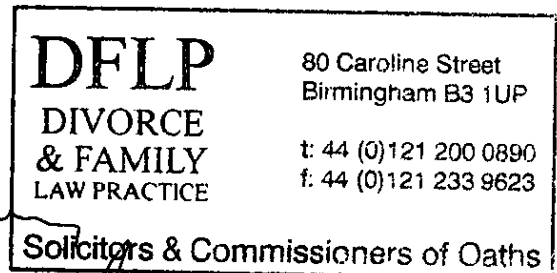 DFLP
DIVORCE
& FAMILY
LAW PRACTICE
80 Caroline Street
Birmingham B3 1UP
t: 44 (0)121 200 0890
f: 44 (0)121 233 9623
Solicitors & Commissioners of Oaths